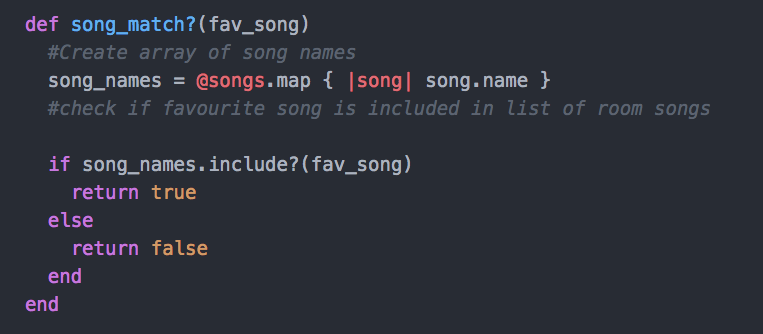 def song_match?(fav_song)
#Create array of song names
song_names = @songs.map { |song| song.name }
#check if favourite song is included in list of room songs
if song_names.include?(fav_song)
return true
else
return false
end
end